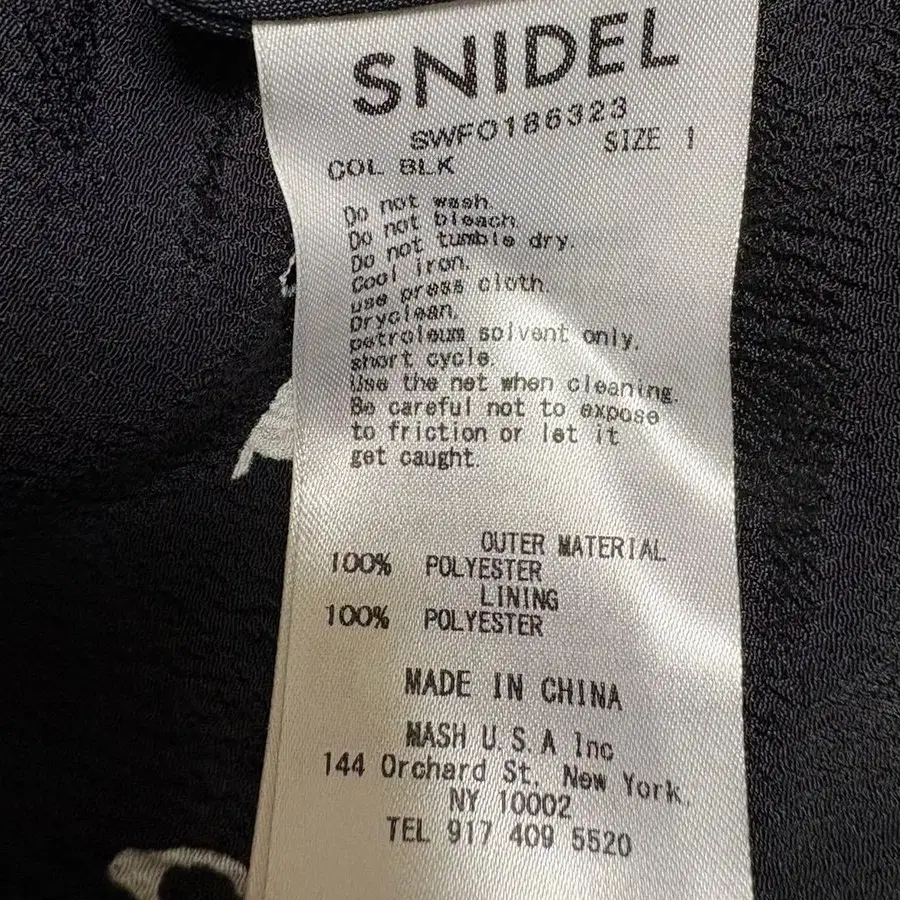 SNIDEL
SWFO186323
SIZE 1
COL BLK
Do not wash.
Do not bleach.
Do not tumble dry.
Cool iron.
use press cloth.
Dryclean.
petroleum solvent only.
short cycle.
Use the net when cleaning.
Be careful not to expose
to friction or let it
get caught.
OUTER MATERIAL
100% POLYESTER
LINING
100% POLYESTER
MADE IN CHINA
MASH U.S.A Inc
144 Orchard St, New York,
NY 10002
TEL 917 409 5520